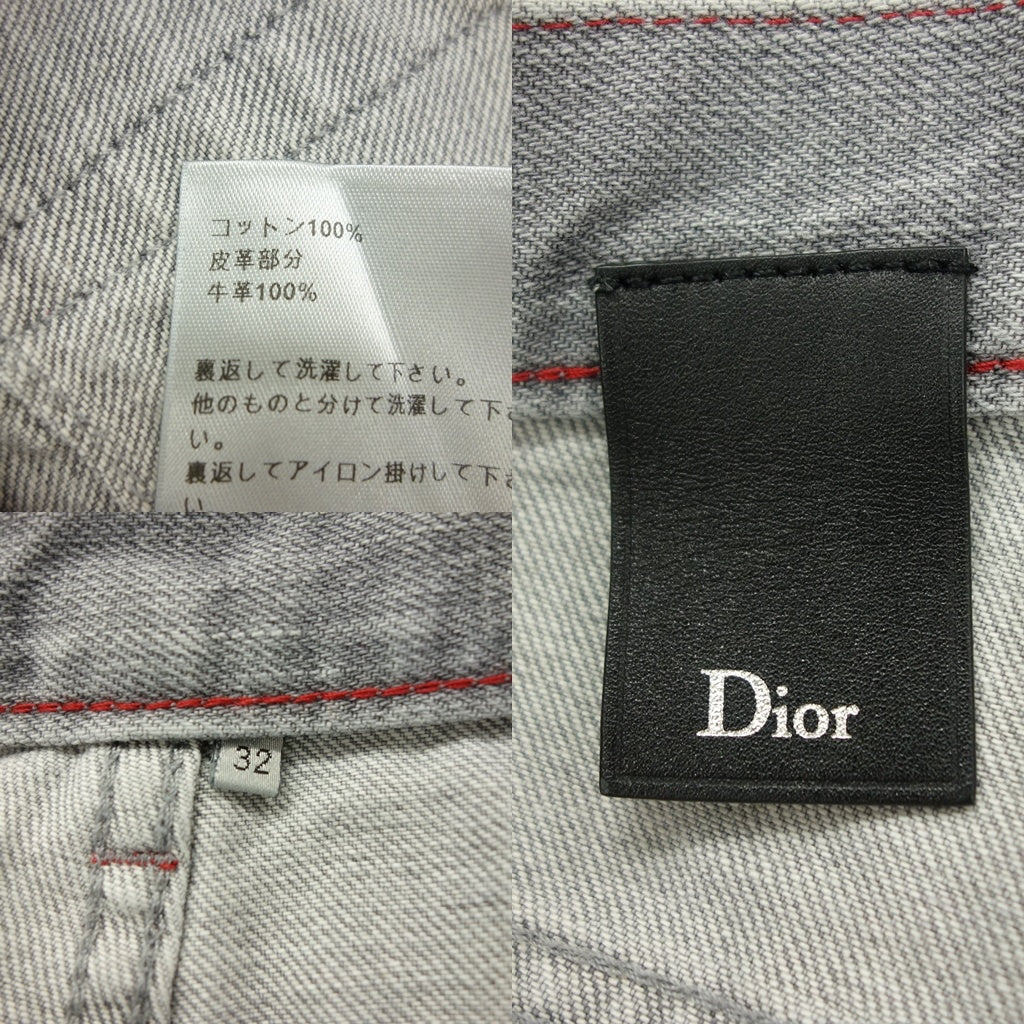 コットン100%
皮革部分
牛革100%
裏返して洗濯して下さい。
他のものと分けて洗濯して下さ
い。
裏返してアイロン掛けして下さ
い
32
Dior